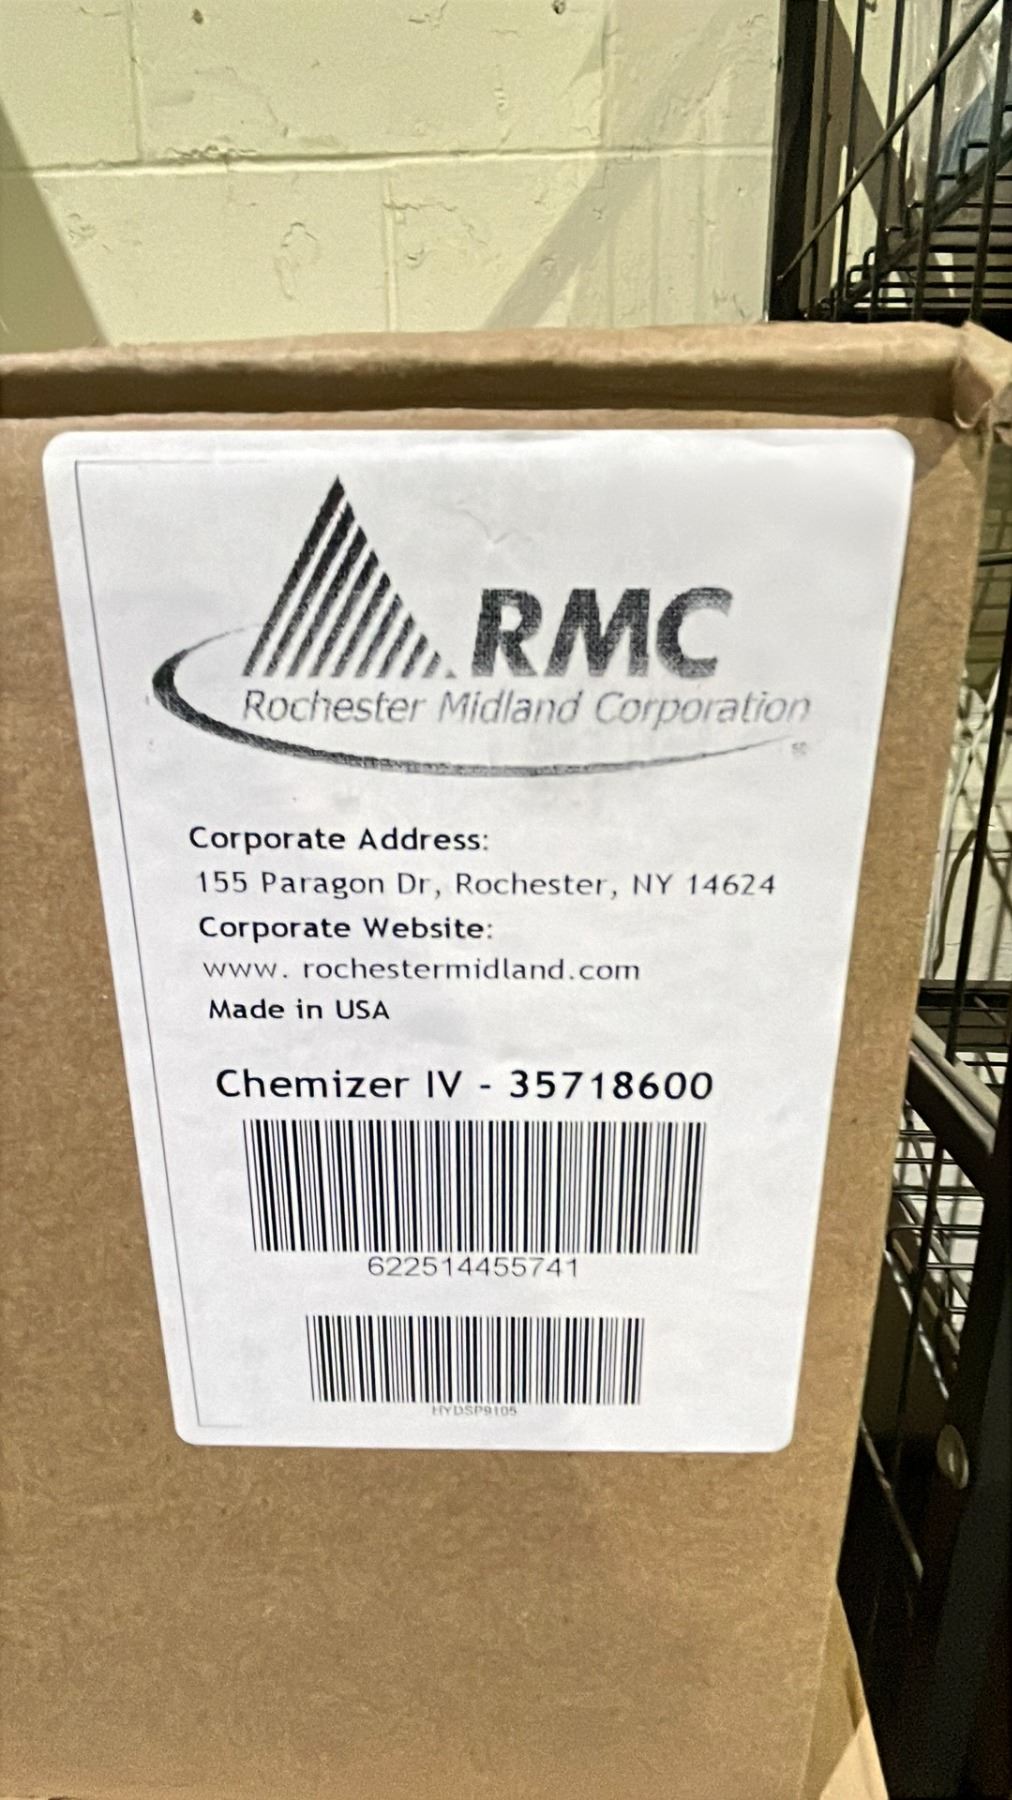 RMC
Rochester Midland Corporation
Corporate Address:
155 Paragon Dr, Rochester, NY 14624
Corporate Website:
www. rochestermidland.com
Made in USA
Chemizer IV - 35718600
622514455741
HYDSP9105